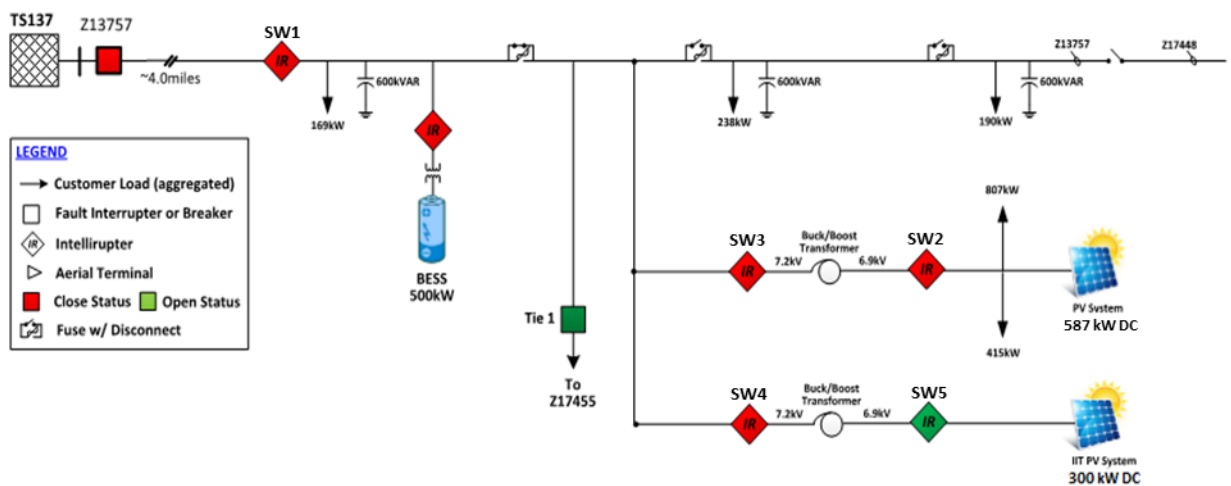 TS137
Z13757
~4.0miles
SW1
IR
169kW
600kVAR
IR
BESS
500kW
Tie 1
To
Z17455
238kW
600kVAR
190kW
600kVAR
Z13757
Z17448
LEGEND
Customer Load (aggregated)
Fault Interrupter or Breaker
IR
Intellirupter
Aerial Terminal
Close Status
Open Status
Fuse w/ Disconnect
SW3
IR
7.2kV
Buck/Boost
Transformer
6.9kV
SW2
IR
807kW
415kW
PV System
587 kW DC
SW4
IR
7.2kV
Buck/Boost
Transformer
6.9kV
SW5
IR
IIT PV System
300 kW DC